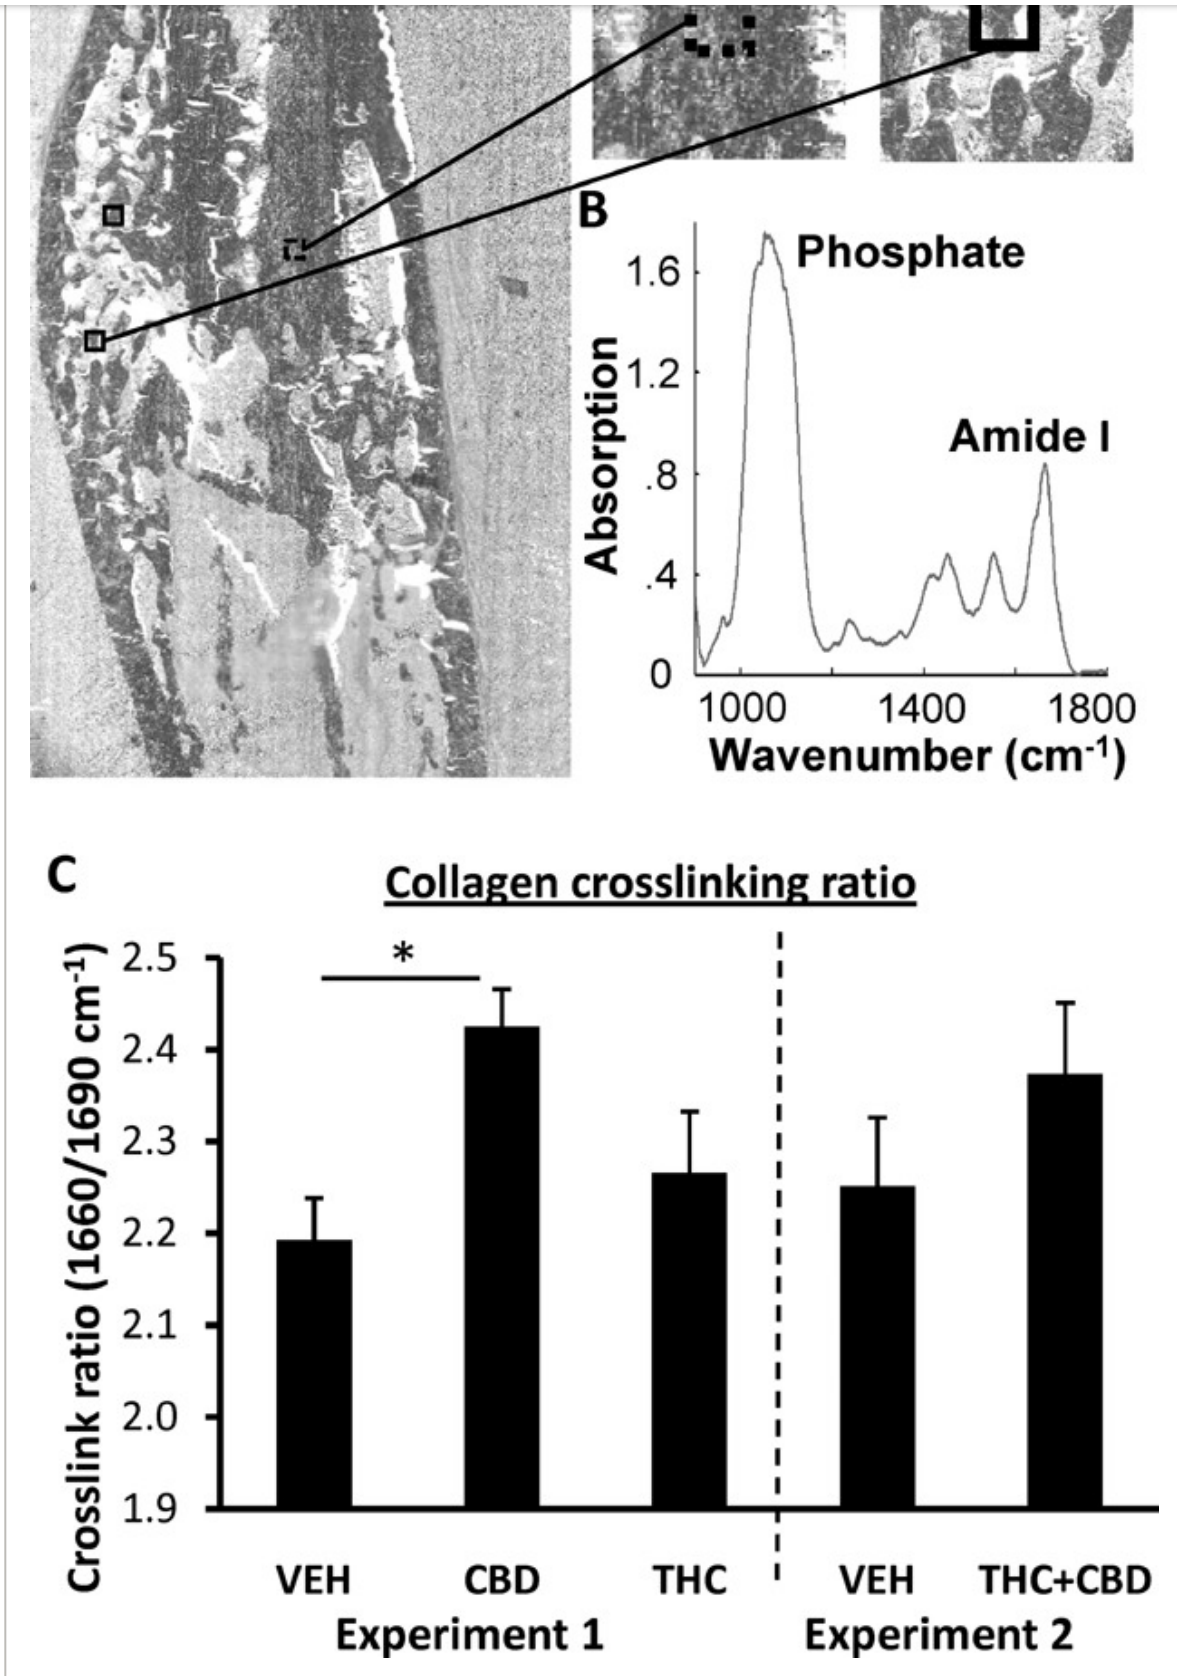 B
Phosphate
Amide I
Absorption
1.6
1.2
.8
.4
0
1000 1400 1800
Wavenumber (cm-1)
C
Collagen crosslinking ratio
*
Crosslink ratio (1660/1690 cm-1)
2.5
2.4
2.3
2.2
2.1
2.0
1.9
VEH CBD THC VEH THC+CBD
Experiment 1 Experiment 2